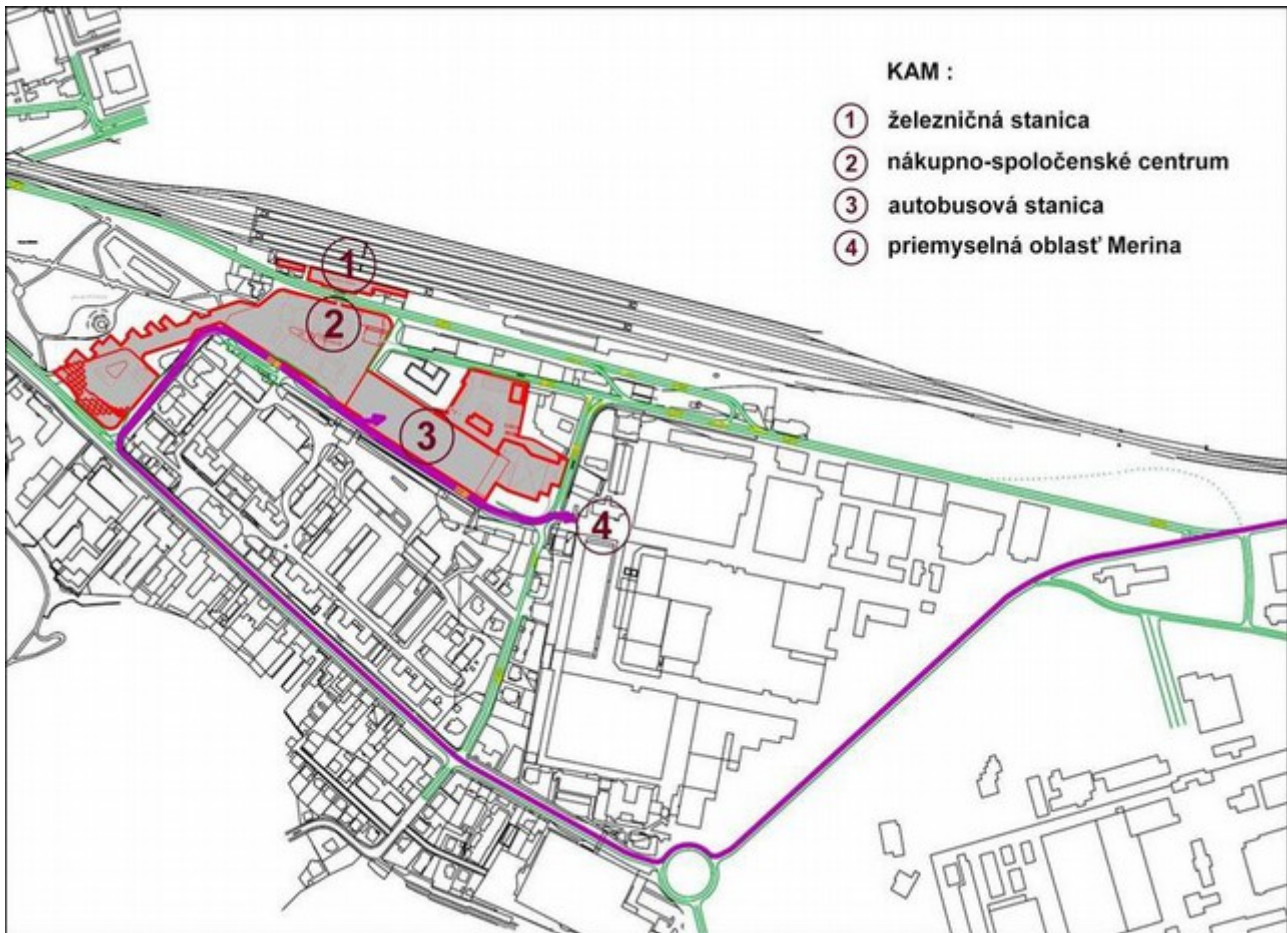 KAM :
1 železničná stanica
2 nákupno-spoločenské centrum
3 autobusová stanica
4 priemyselná oblasť Merina
1
2
3
4